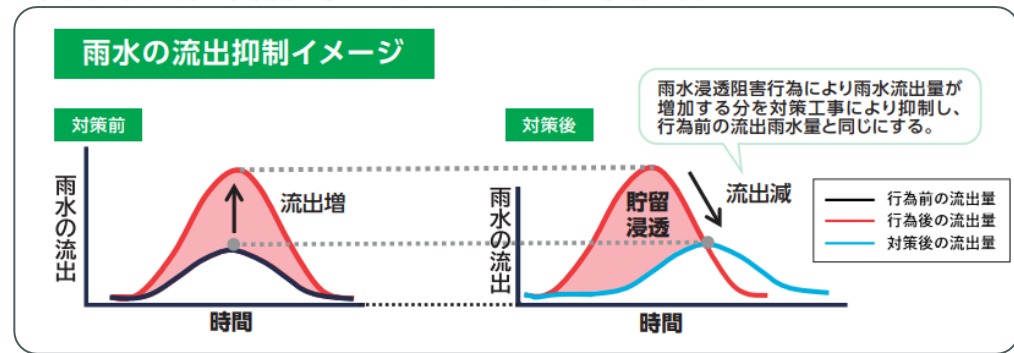 雨水の流出抑制イメージ
雨水浸透阻害行為により雨水流出量が
増加する分を対策工事により抑制し、
行為前の流出雨水量と同じにする。
対策前
雨水の流出
流出増
時間
対策後
雨水の流出
貯留
浸透
流出減
時間
行為前の流出量
行為後の流出量
対策後の流出量